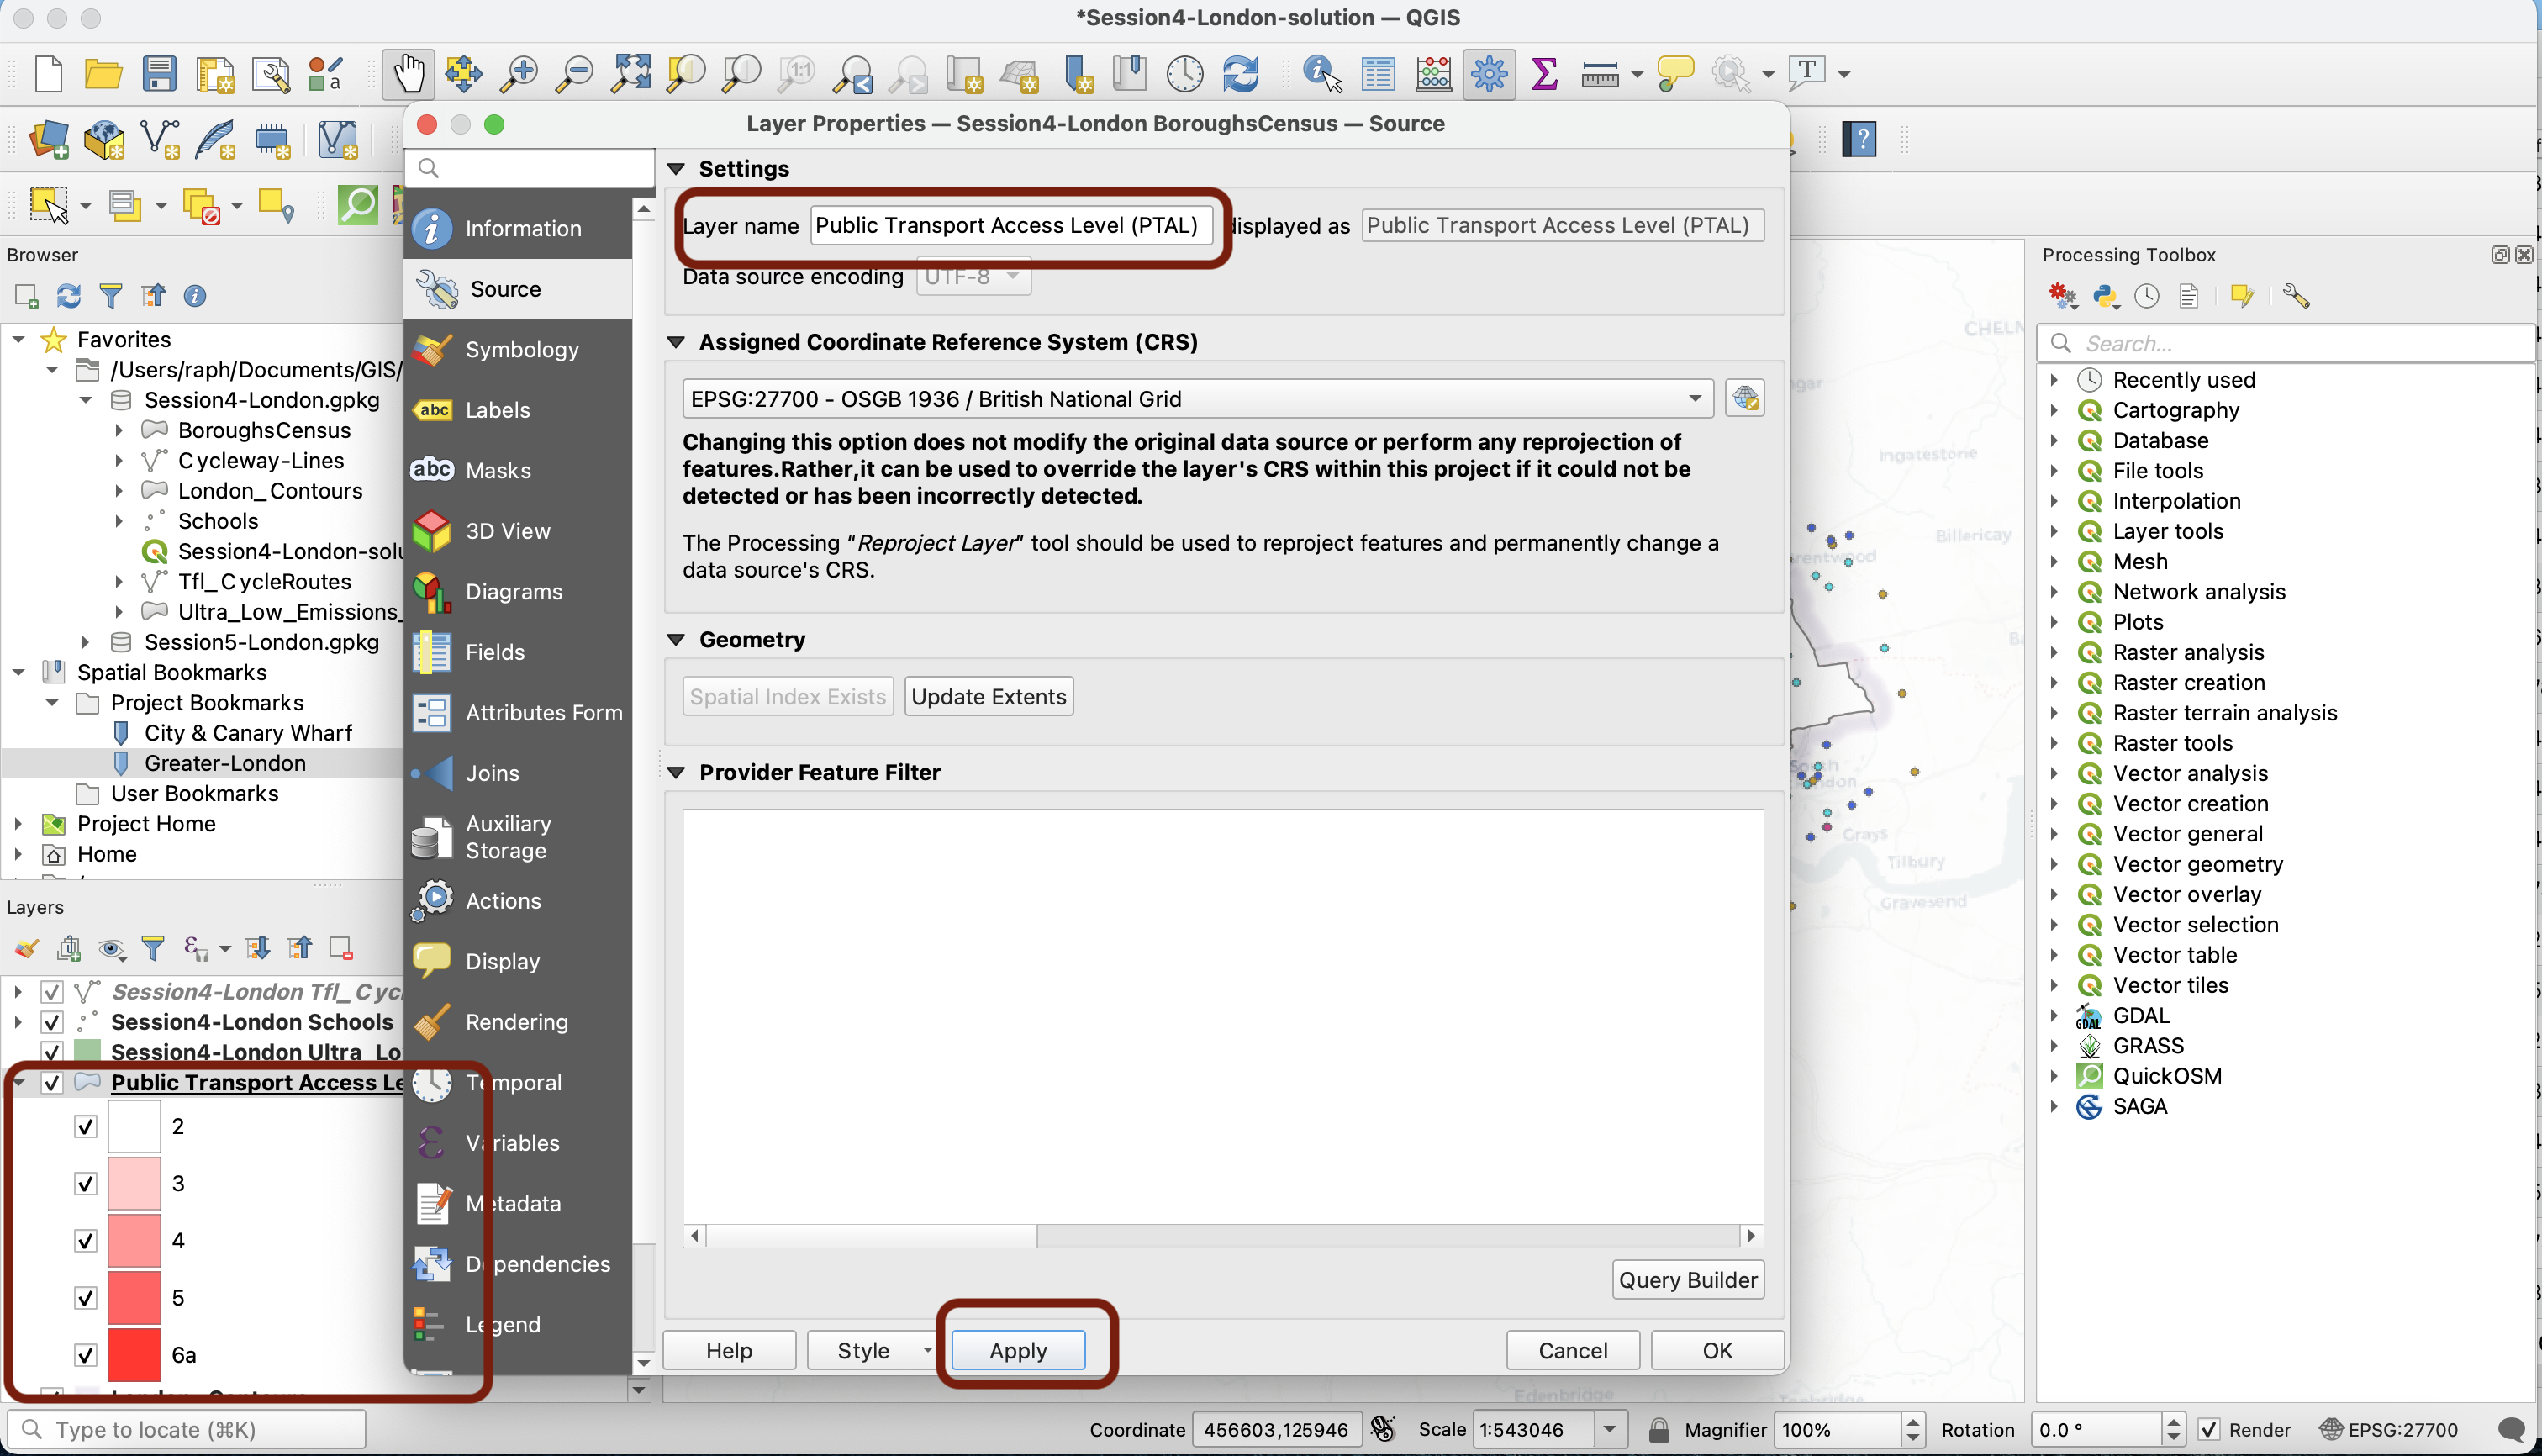 *Session4-London-solution — QGIS
Layer Properties — Session4-London BoroughsCensus — Source
Browser
Favorites
/Users/raph/Documents/GIS/
Session4-London.gpkg
BoroughsCensus
Cycleway-Lines
London_Contours
Schools
Session4-London-solu
Tfl_CycleRoutes
Ultra_Low_Emissions_
Session5-London.gpkg
Spatial Bookmarks
Project Bookmarks
City & Canary Wharf
Greater-London
User Bookmarks
Project Home
Home
Layers
Session4-London Tfl_Cycl
Session4-London Schools
Session4-London Ultra_Lo
Public Transport Access Le
2
3
4
5
6a
Information
Source
Symbology
Labels
Masks
3D View
Diagrams
Fields
Attributes Form
Joins
Auxiliary
Storage
Actions
Display
Rendering
Temporal
Variables
Metadata
Dependencies
Legend
Settings
Layer name Public Transport Access Level (PTAL) displayed as Public Transport Access Level (PTAL)
Data source encoding UTF-8
Assigned Coordinate Reference System (CRS)
EPSG:27700 - OSGB 1936 / British National Grid
Changing this option does not modify the original data source or perform any reprojection of
features.Rather,it can be used to override the layer's CRS within this project if it could not be
detected or has been incorrectly detected.
The Processing “Reproject Layer” tool should be used to reproject features and permanently change a
data source's CRS.
Geometry
Spatial Index Exists Update Extents
Provider Feature Filter
Query Builder
Help Style Apply Cancel OK
CHELM
gar
Ingatestone
Billericay
rentwood
Ba
South
Grays
Tilbury
Gravesend
Edenbridge
Tonbridge
Processing Toolbox
Search...
Recently used
Cartography
Database
File tools
Interpolation
Layer tools
Mesh
Network analysis
Plots
Raster analysis
Raster creation
Raster terrain analysis
Raster tools
Vector analysis
Vector creation
Vector general
Vector geometry
Vector overlay
Vector selection
Vector table
Vector tiles
GDAL
GRASS
QuickOSM
SAGA
Type to locate (⌘K) Coordinate 456603,125946 Scale 1:543046 Magnifier 100% Rotation 0.0 ° Render EPSG:27700